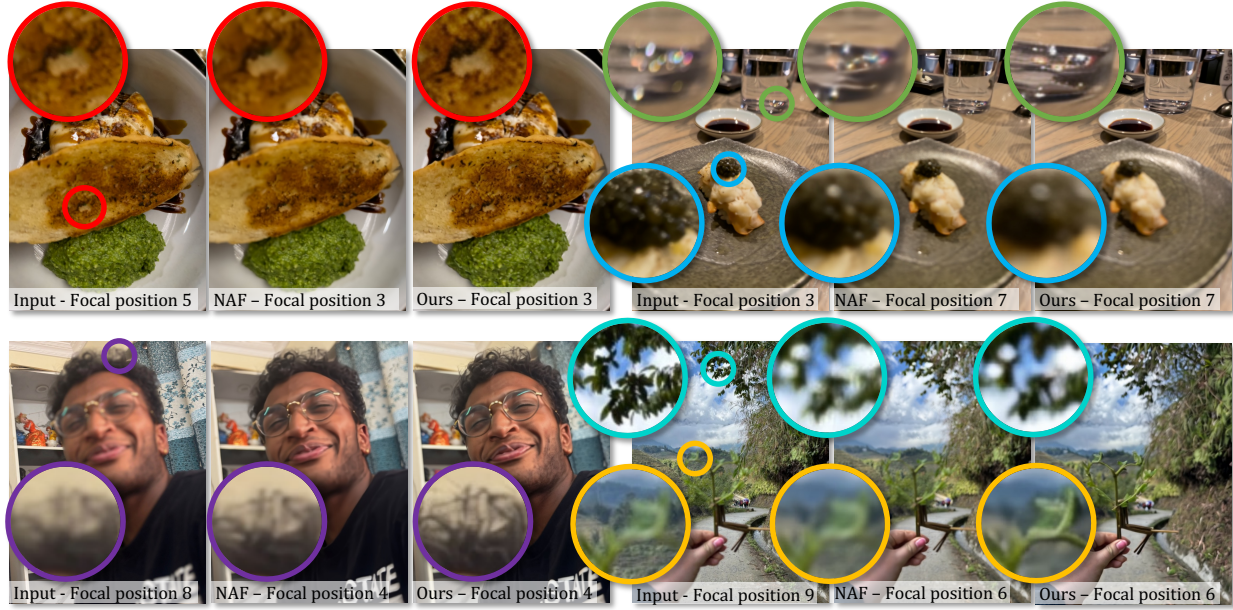 Input - Focal position 5
NAF – Focal position 3
Ours – Focal position 3
Input - Focal position 3
NAF – Focal position 7
Ours – Focal position 7
Input - Focal position 8
NAF – Focal position 4
Ours – Focal position 4
Input - Focal position 9
NAF – Focal position 6
Ours – Focal position 6